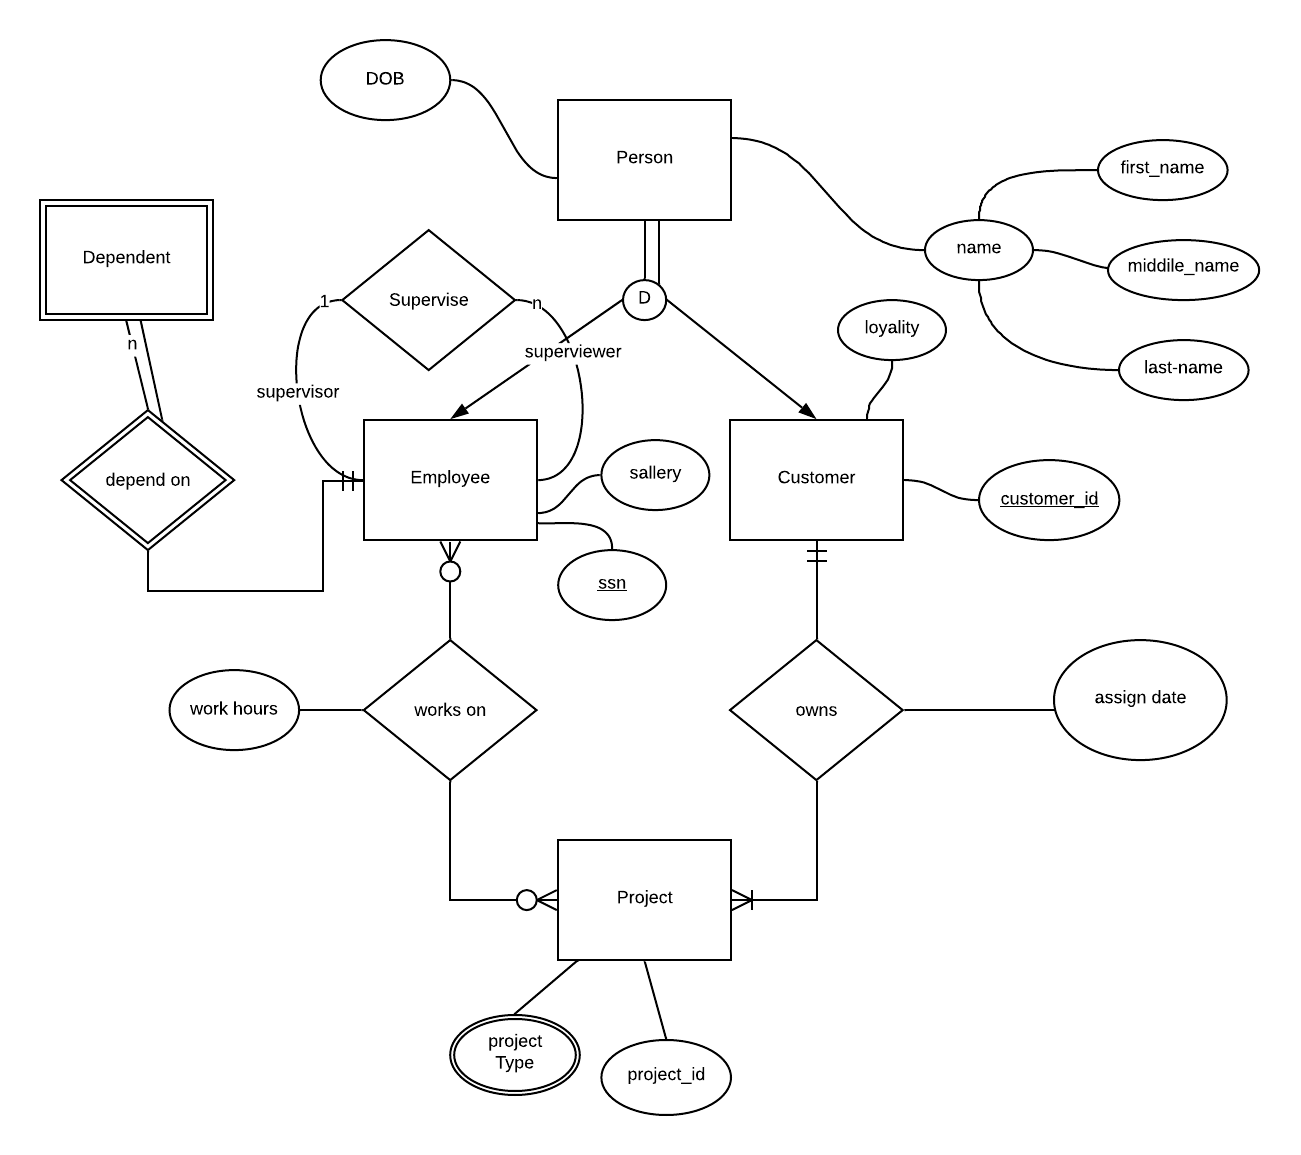 DOB
Person
first_name
Dependent
name
middile_name
1
Supervise
n
D
loyality
n
superviewer
last-name
supervisor
depend on
Employee
sallery
Customer
customer_id
ssn
work hours
works on
owns
assign date
Project
project
Type
project_id